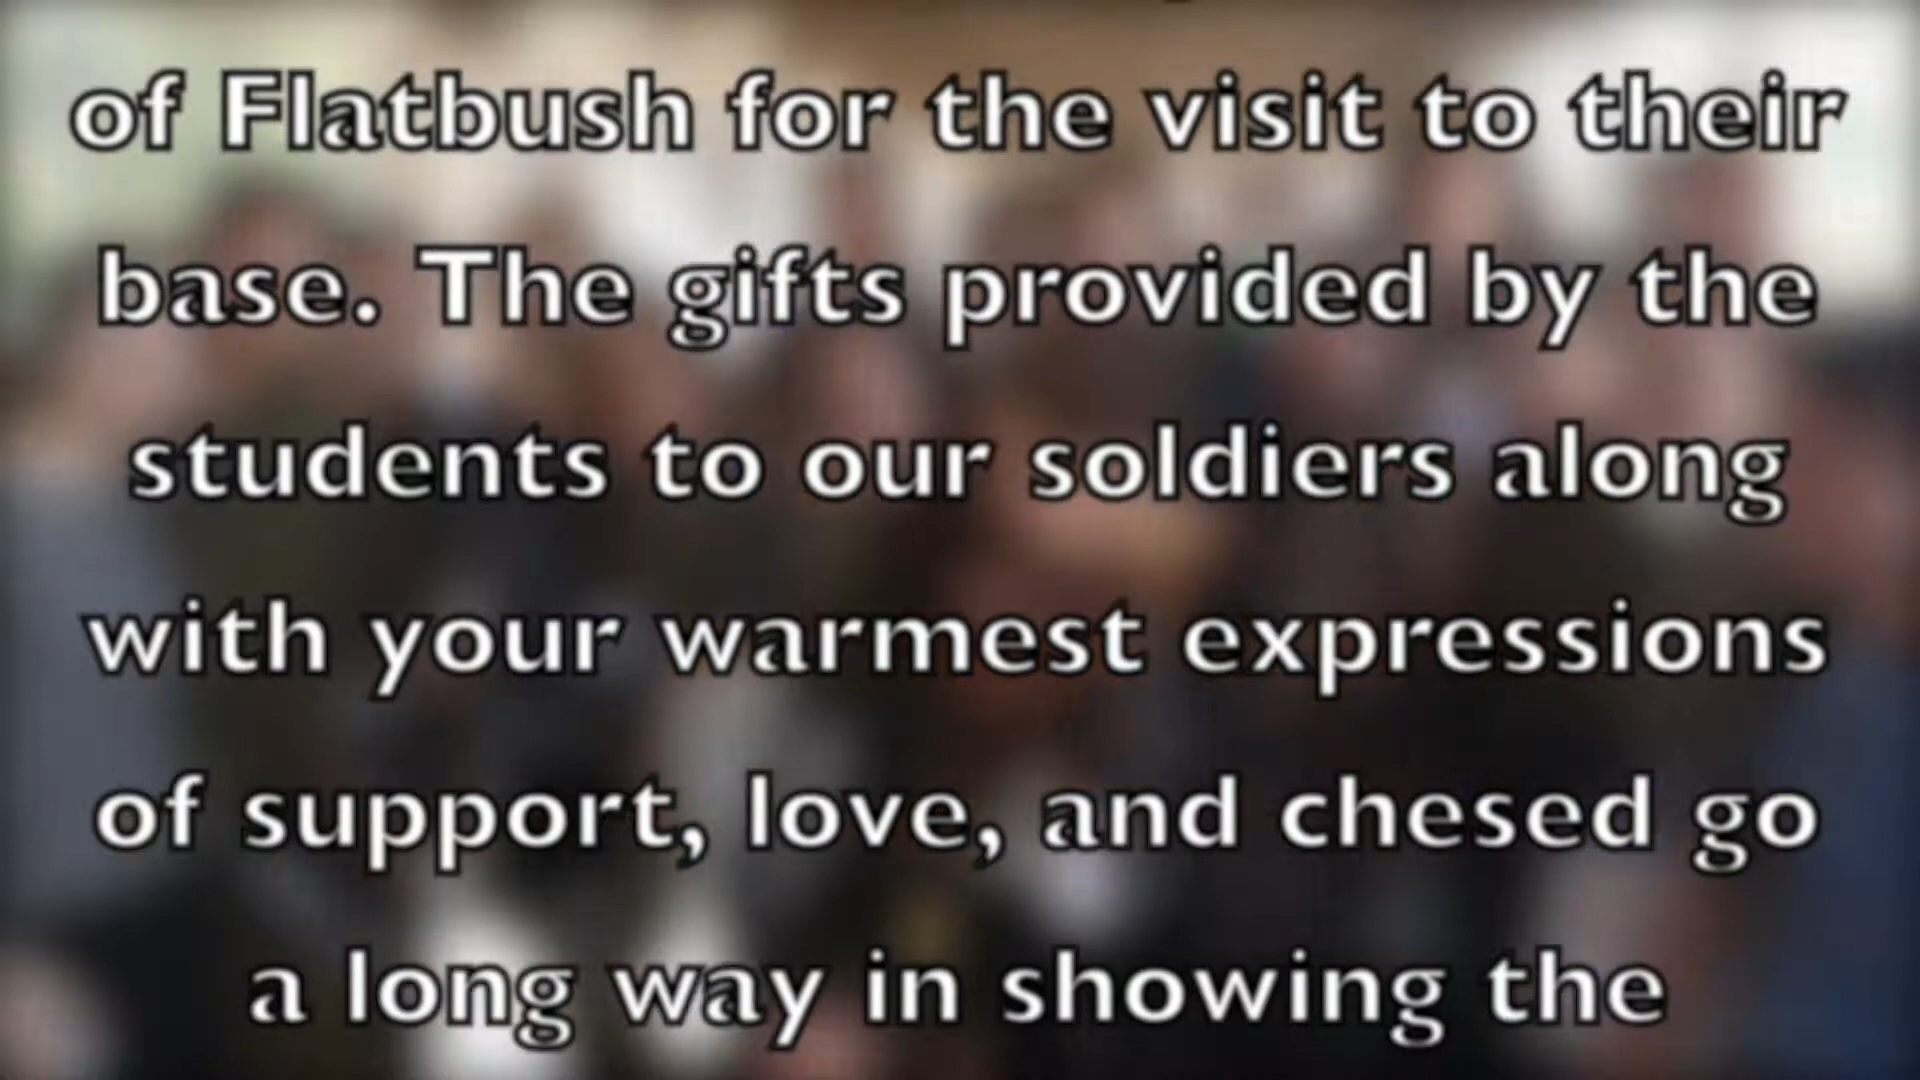 of Flatbush for the visit to their
base. The gifts provided by the
students to our soldiers along
with your warmest expressions
of support, love, and chesed go
a long way in showing the